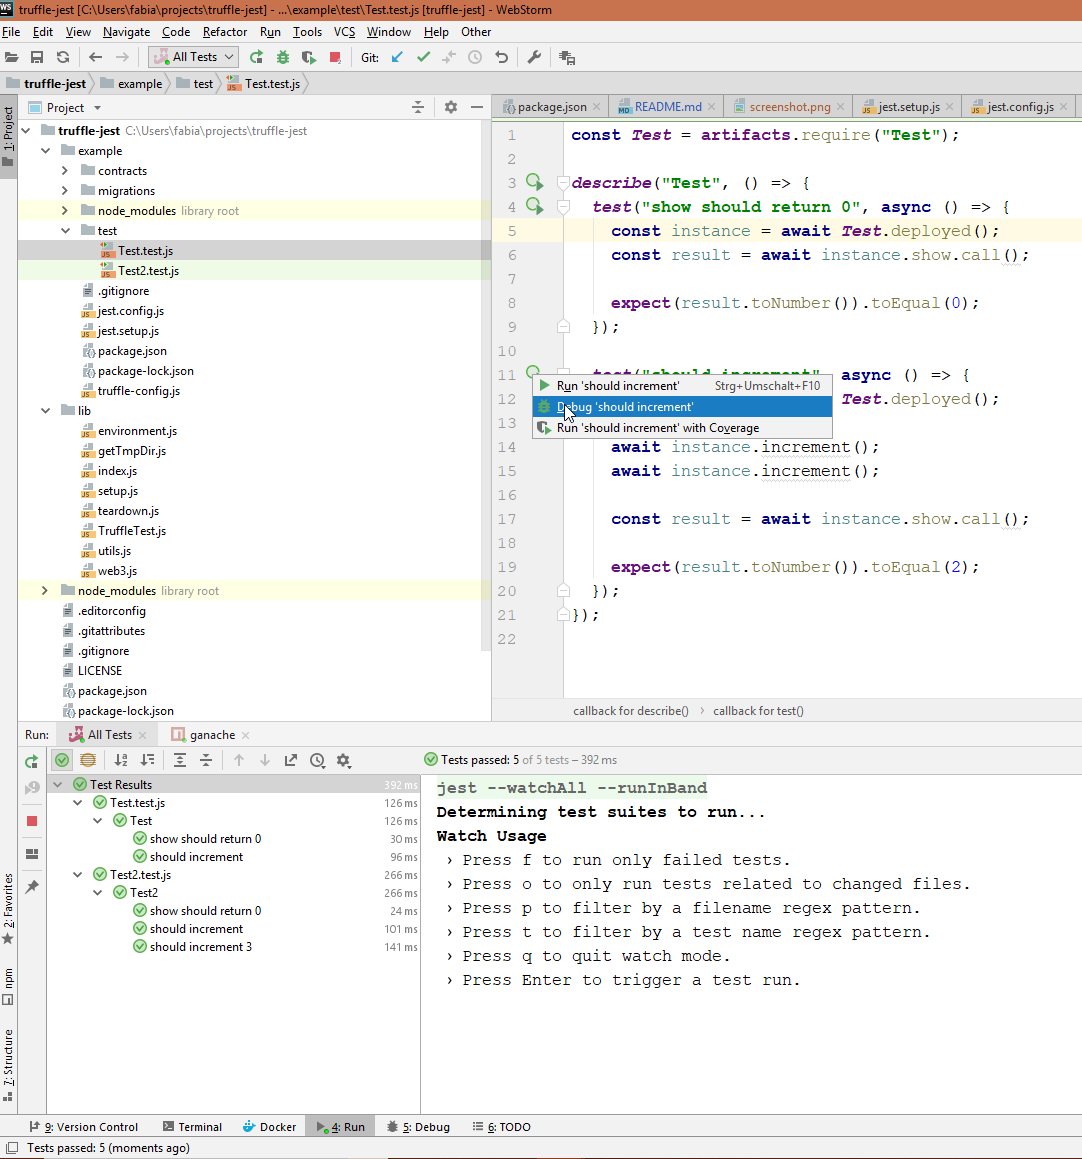 truffle-jest [C:\Users\fabia\projects\truffle-jest] - ...\example\test\Test.test.js [truffle-jest] - WebStorm
File Edit View Navigate Code Refactor Run Tools VCS Window Help Other
All Tests Git:
truffle-jest example test Test.test.js
1: Project
Project
package.json README.md screenshot.png jest.setup.js jest.config.js
truffle-jest C:\Users\fabia\projects\truffle-jest
example
contracts
migrations
node_modules library root
test
Test.test.js
Test2.test.js
.gitignore
jest.config.js
jest.setup.js
package.json
package-lock.json
truffle-config.js
lib
environment.js
getTmpDir.js
index.js
setup.js
teardown.js
TruffleTest.js
utils.js
web3.js
node_modules library root
.editorconfig
.gitattributes
.gitignore
LICENSE
package.json
package-lock.json
1 const Test = artifacts.require("Test");
2
3 describe("Test", () => {
4 test("show should return 0", async () => {
5 const instance = await Test.deployed();
6 const result = await instance.show.call();
7
8 expect(result.toNumber()).toEqual(0);
9 });
10
11 test("should increment", async () => {
12 Test.deployed();
13
14 await instance.increment();
15 await instance.increment();
16
17 const result = await instance.show.call();
18
19 expect(result.toNumber()).toEqual(2);
20 });
21 });
22
Run 'should increment' Strg+Umschalt+F10
Debug 'should increment'
Run 'should increment' with Coverage
callback for describe() › callback for test()
Run: All Tests ganache
Tests passed: 5 of 5 tests – 392 ms
Test Results 392 ms
Test.test.js 126 ms
Test 126 ms
show should return 0 30 ms
should increment 96 ms
Test2.test.js 266 ms
Test2 266 ms
show should return 0 24 ms
should increment 101 ms
should increment 3 141 ms
jest --watchAll --runInBand
Determining test suites to run...
Watch Usage
› Press f to run only failed tests.
› Press o to only run tests related to changed files.
› Press p to filter by a filename regex pattern.
› Press t to filter by a test name regex pattern.
› Press q to quit watch mode.
› Press Enter to trigger a test run.
2: Favorites
npm
7: Structure
9: Version Control Terminal Docker 4: Run 5: Debug 6: TODO
Tests passed: 5 (moments ago)